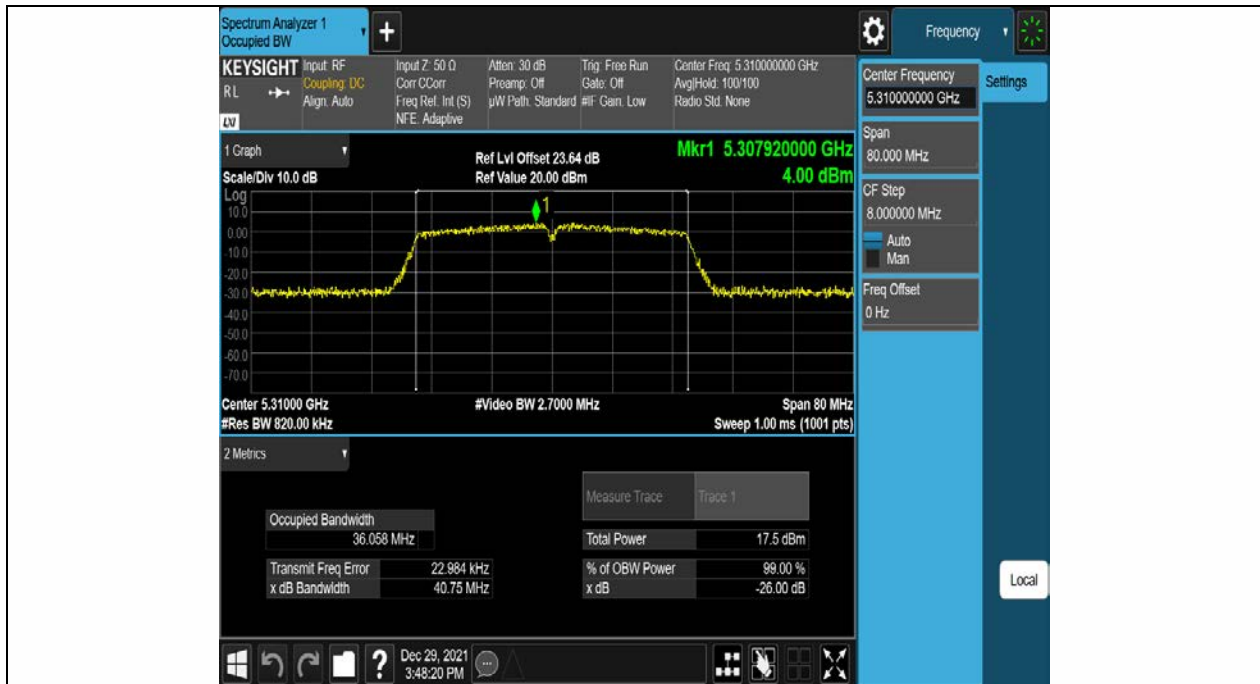 Spectrum Analyzer 1
Occupied BW
+
Frequency
KEYSIGHT
RL
LXI
Input: RF
Coupling: DC
Align: Auto
Input Z: 50 Ω
Corr CCorr
Freq Ref: Int (S)
NFE: Adaptive
Atten: 30 dB
Preamp: Off
µW Path: Standard
Trig: Free Run
Gate: Off
#IF Gain: Low
Center Freq: 5.310000000 GHz
Avg|Hold: 100/100
Radio Std: None
Center Frequency
5.310000000 GHz
Settings
Span
80.000 MHz
CF Step
8.000000 MHz
Auto
Man
Freq Offset
0 Hz
Local
1 Graph
Scale/Div 10.0 dB
Ref Lvl Offset 23.64 dB
Ref Value 20.00 dBm
Mkr1 5.307920000 GHz
4.00 dBm
Log
10.0
0.00
-10.0
-20.0
-30.0
-40.0
-50.0
-60.0
-70.0
1
Center 5.31000 GHz
#Res BW 820.00 kHz
#Video BW 2.7000 MHz
Span 80 MHz
Sweep 1.00 ms (1001 pts)
2 Metrics
Measure Trace Trace 1
Occupied Bandwidth
36.058 MHz
Total Power 17.5 dBm
Transmit Freq Error 22.984 kHz
% of OBW Power 99.00 %
x dB Bandwidth 40.75 MHz
x dB -26.00 dB
?
Dec 29, 2021
3:48:20 PM